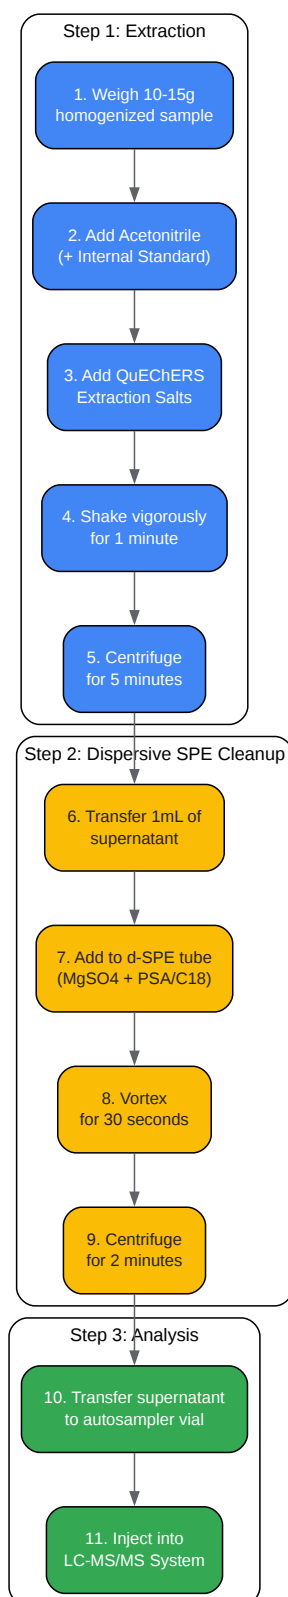 Step 1: Extraction
1. Weigh 10-15g
homogenized sample
2. Add Acetonitrile
(+ Internal Standard)
3. Add QuEChERS
Extraction Salts
4. Shake vigorously
for 1 minute
5. Centrifuge
for 5 minutes
Step 2: Dispersive SPE Cleanup
6. Transfer 1mL of
supernatant
7. Add to d-SPE tube
(MgSO4 + PSA/C18)
8. Vortex
for 30 seconds
9. Centrifuge
for 2 minutes
Step 3: Analysis
10. Transfer supernatant
to autosampler vial
11. Inject into
LC-MS/MS System